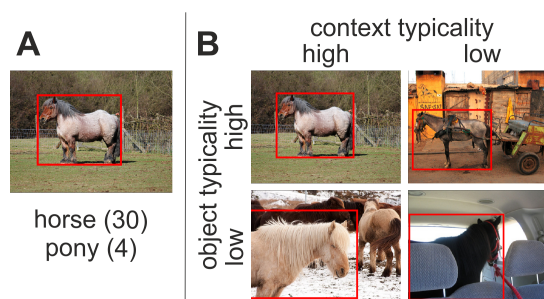 A
horse (30)
pony (4)
B
context typicality
high low
object typicality
high
low